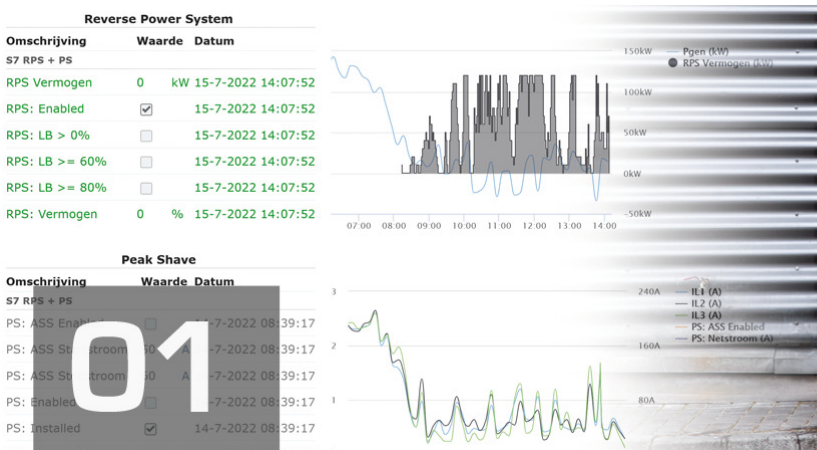 Reverse Power System
Omschrijving Waarde Datum
S7 RPS + PS
RPS Vermogen 0 kW 15-7-2022 14:07:52
RPS: Enabled 15-7-2022 14:07:52
RPS: LB > 0% 15-7-2022 14:07:52
RPS: LB >= 60% 15-7-2022 14:07:52
RPS: LB >= 80% 15-7-2022 14:07:52
RPS: Vermogen 0 % 15-7-2022 14:07:52
150kW
100kW
50kW
0kW
−50kW
Pgen (kW)
RPS Vermogen (kW)
07:00 08:00 09:00 10:00 11:00 12:00 13:00 14:00
Peak Shave
Omschrijving Waarde Datum
S7 RPS + PS
PS: ASS Enabled 14-7-2022 08:39:17
PS: ASS A -7-2022 08:39:17
PS: ASS A -7-2022 08:39:17
PS: Enabled -7-2022 08:39:17
PS: Installed 14-7-2022 08:39:17
01
3
2
1
240A
160A
80A
IL1 (A)
IL2 (A)
IL3 (A)
PS: ASS Enabled
PS: Netstroom (A)